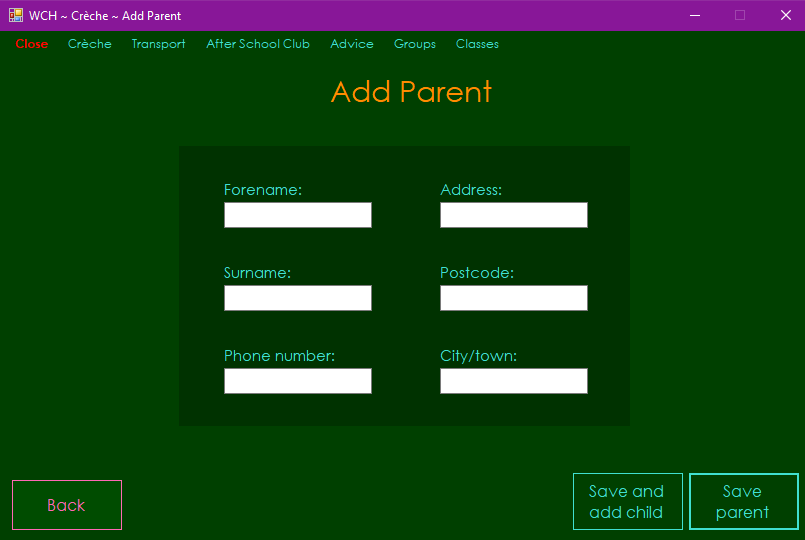 WCH ~ Crèche ~ Add Parent
Close Crèche Transport After School Club Advice Groups Classes
Add Parent
Forename: Address:
Surname: Postcode:
Phone number: City/town:
Back
Save and
add child
Save
parent